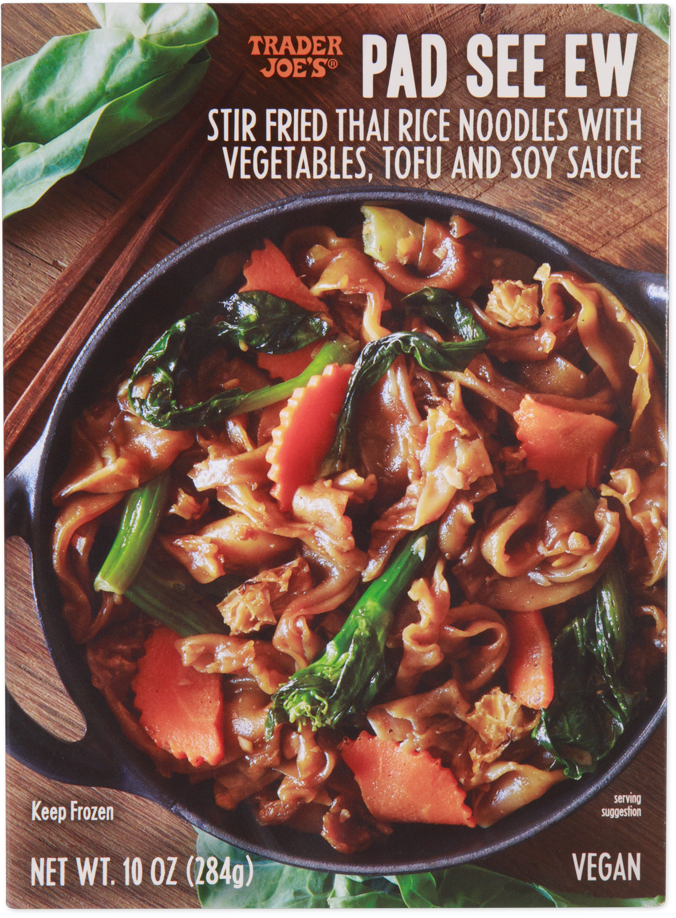 TRADER
JOE'S®
PAD SEE EW
STIR FRIED THAI RICE NOODLES WITH
VEGETABLES, TOFU AND SOY SAUCE
Keep Frozen
serving
suggestion
NET WT. 10 OZ (284g)
VEGAN